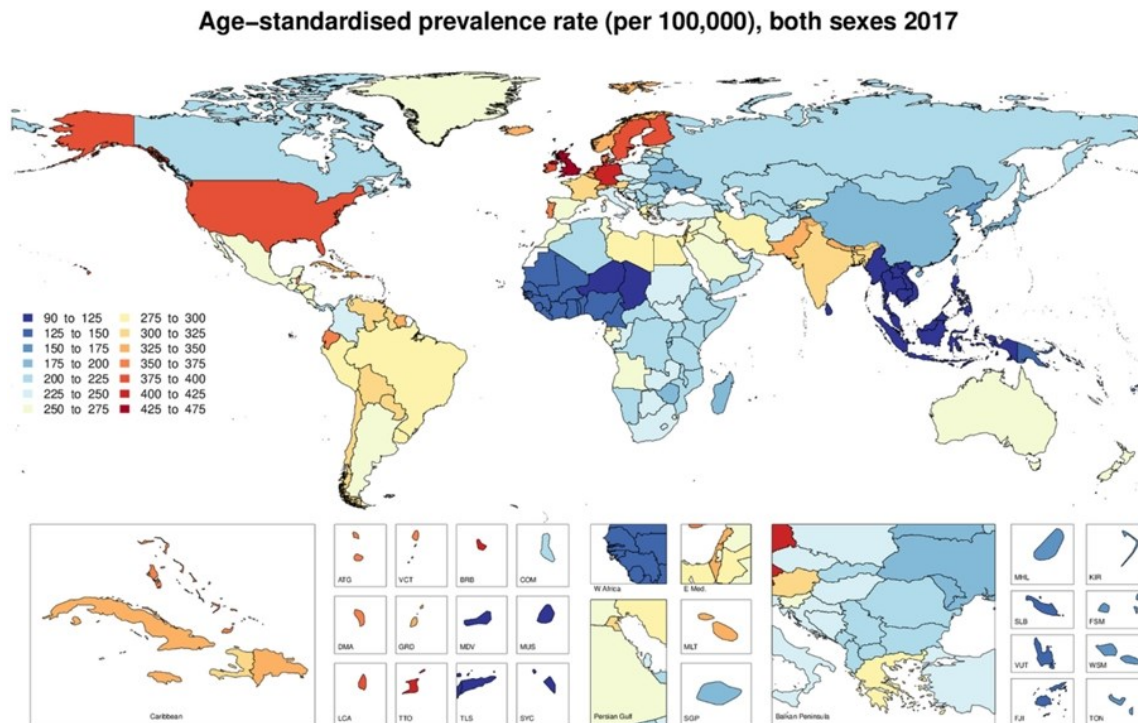 Age-standardised prevalence rate (per 100,000), both sexes 2017
90 to 125
125 to 150
150 to 175
175 to 200
200 to 225
225 to 250
250 to 275
275 to 300
300 to 325
325 to 350
350 to 375
375 to 400
400 to 425
425 to 475
Caribbean
ATG
VCT
BRB
COM
DMA
GRD
MDV
MUS
LCA
TTO
TLS
SYC
W Africa
E Med.
Persian Gulf
MLT
SGP
Balkan Peninsula
MHL
KIR
SLB
FSM
VUT
WSM
FJI
TON